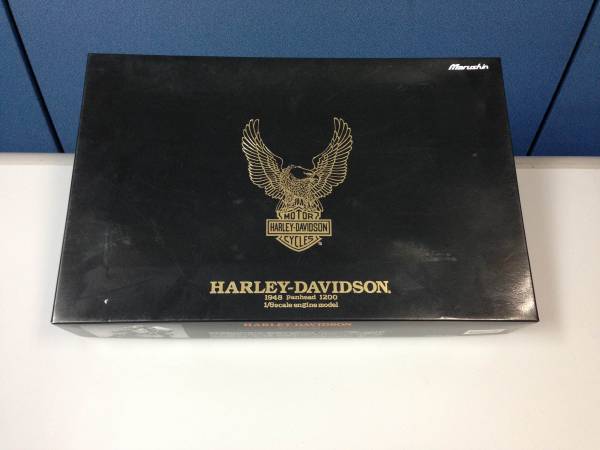 Marushin
MOTOR
HARLEY-DAVIDSON
CYCLES
HARLEY-DAVIDSON.
1948 Panhead 1200
1/6scale engine model
HARLEY-DAVIDSON